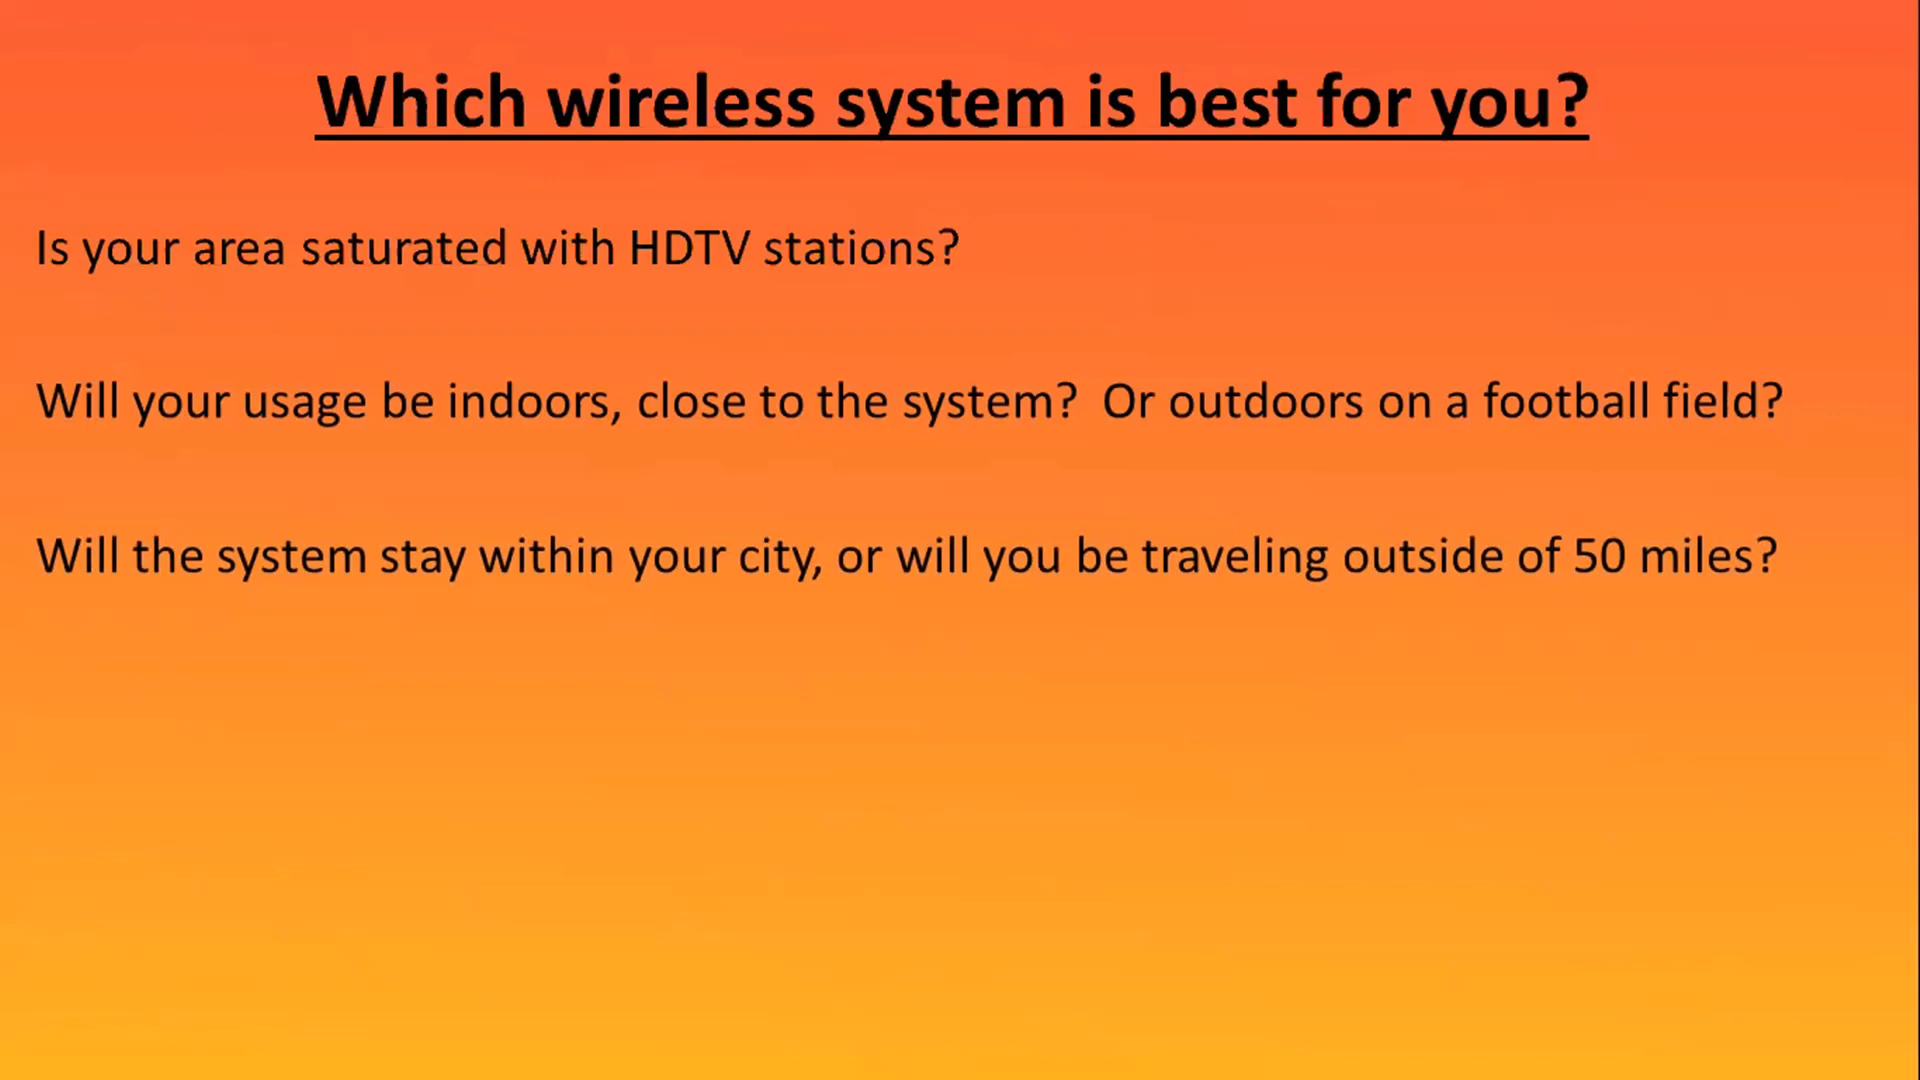 Which wireless system is best for you?
Is your area saturated with HDTV stations?
Will your usage be indoors, close to the system?  Or outdoors on a football field?
Will the system stay within your city, or will you be traveling outside of 50 miles?